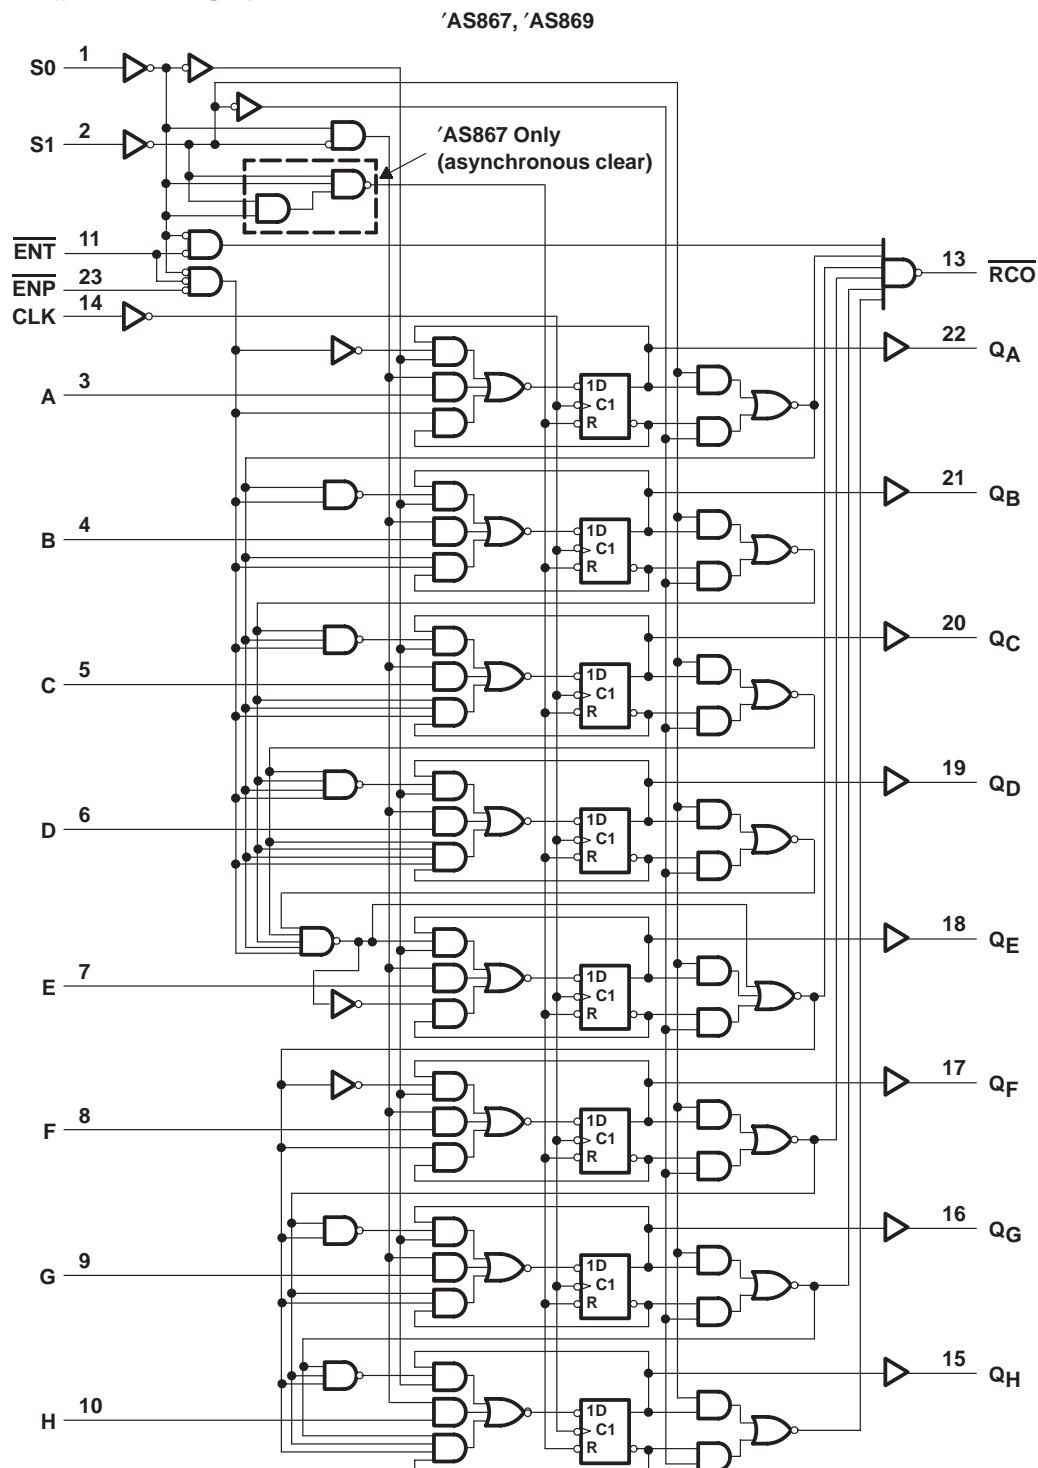 ′AS867, ′AS869
S0 1
S1 2
′AS867 Only
(asynchronous clear)
ENT 11
ENP 23
CLK 14
13 RCO
22 QA
A 3
1D
C1
R
21 QB
B 4
1D
C1
R
20 QC
C 5
1D
C1
R
19 QD
D 6
1D
C1
R
18 QE
E 7
1D
C1
R
17 QF
F 8
1D
C1
R
16 QG
G 9
1D
C1
R
15 QH
H 10
1D
C1
R